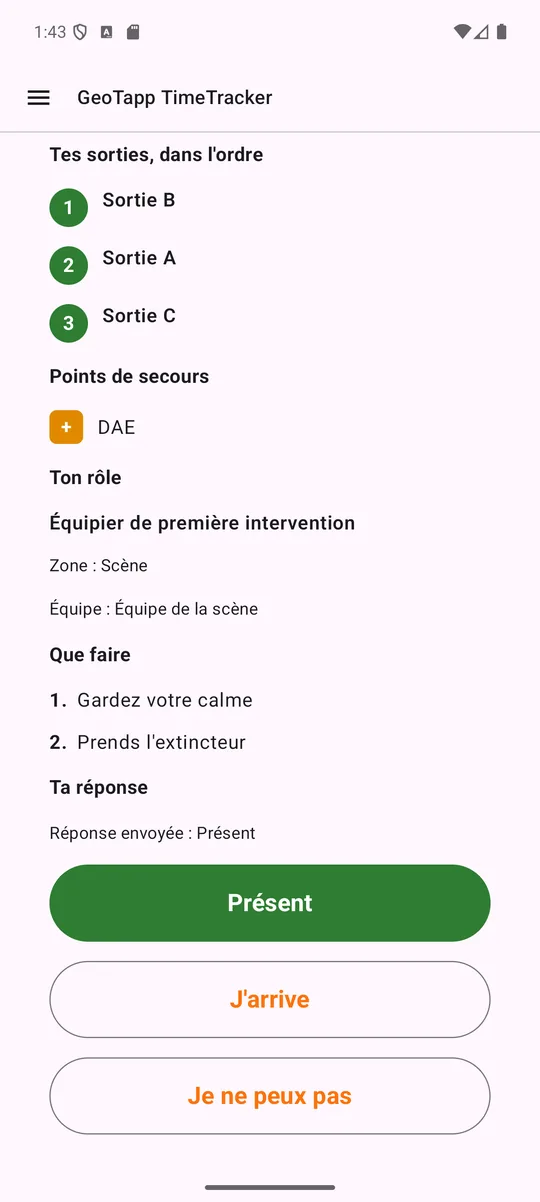 1:43
GeoTapp TimeTracker
Tes sorties, dans l'ordre
1 Sortie B
2 Sortie A
3 Sortie C
Points de secours
+ DAE
Ton rôle
Équipier de première intervention
Zone : Scène
Équipe : Équipe de la scène
Que faire
1. Gardez votre calme
2. Prends l'extincteur
Ta réponse
Réponse envoyée : Présent
Présent
J'arrive
Je ne peux pas